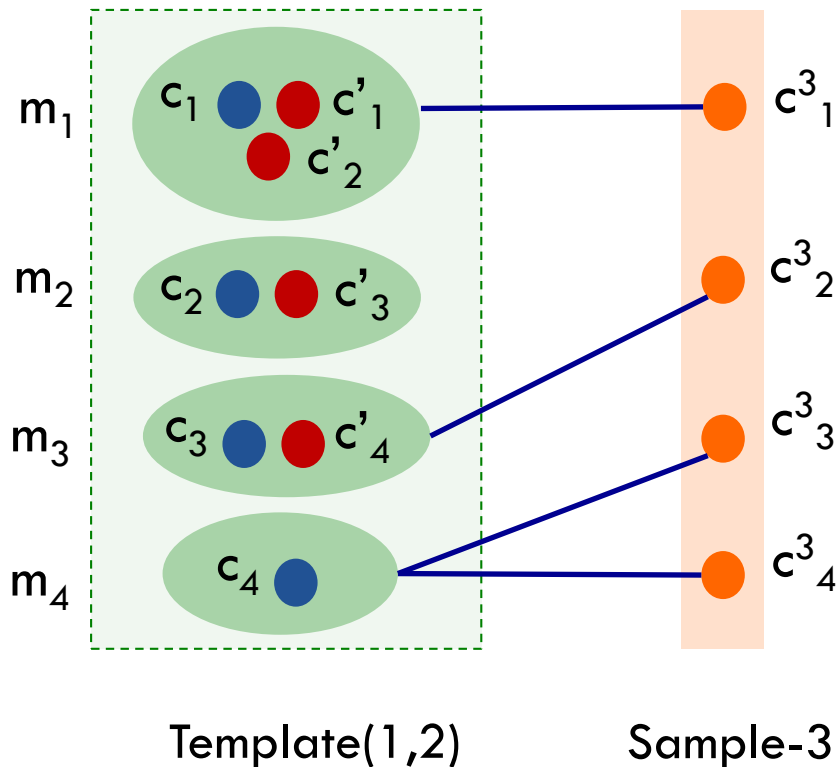 m₁ c₁ c'₁ c³₁
c'₂
m₂ c₂ c'₃ c³₂
m₃ c₃ c'₄ c³₃
m₄ c₄ c³₄
Template(1,2) Sample-3